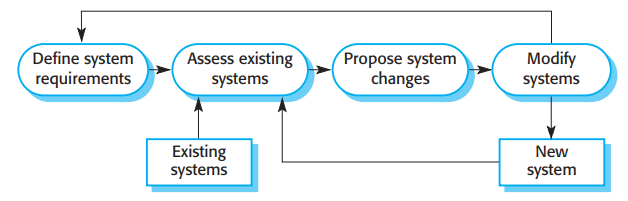 Define system
requirements
Assess existing
systems
Propose system
changes
Modify
systems
Existing
systems
New
system